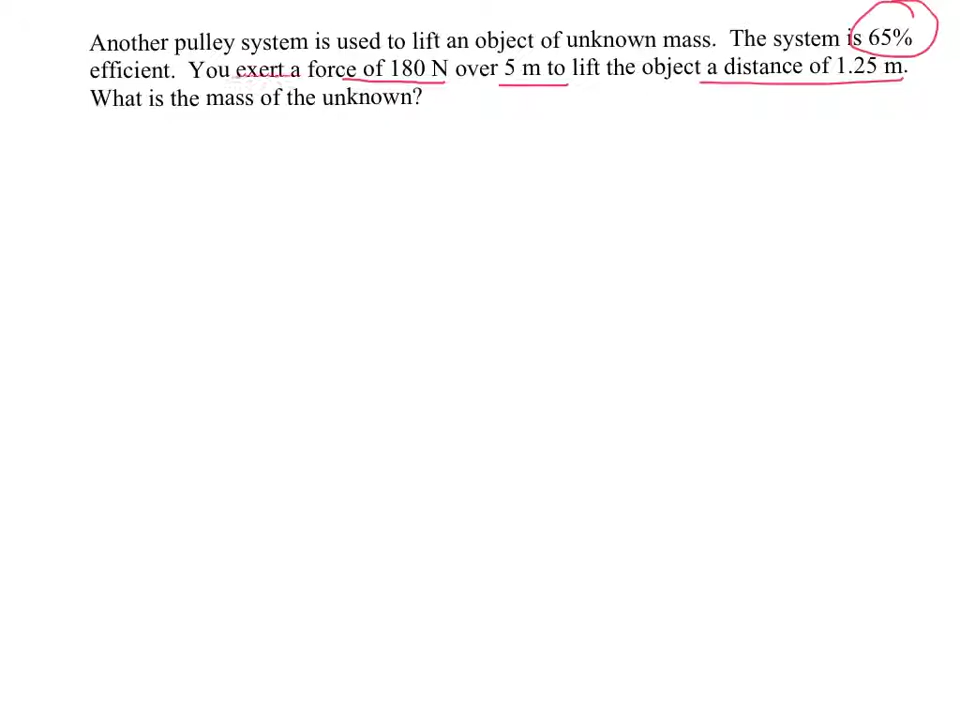 Another pulley system is used to lift an object of unknown mass.  The system is 65%
efficient.  You exert a force of 180 N over 5 m to lift the object a distance of 1.25 m.
What is the mass of the unknown?